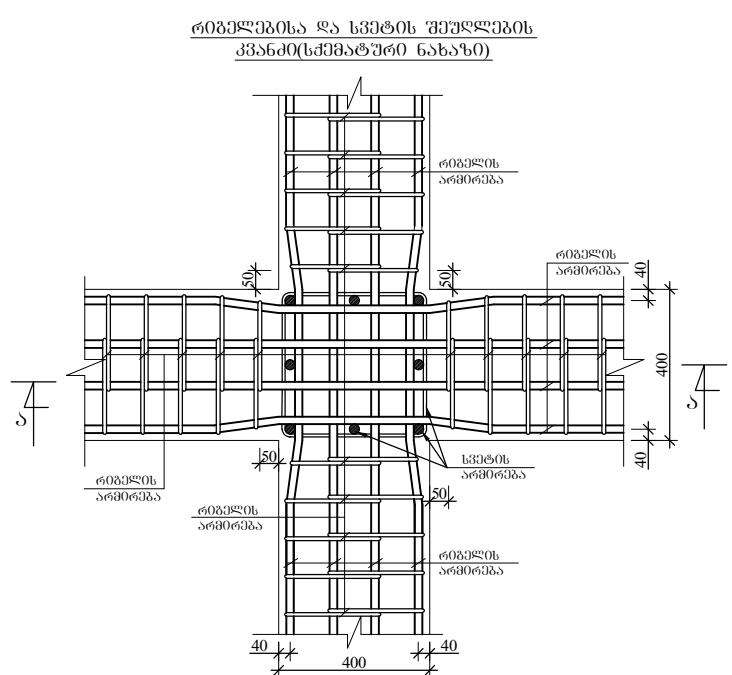 რიგელებისა და სვეტის შეუღლების
კვანძი(სქემატური ნახაზი)
რიგელის
არმირება
რიგელის
არმირება
50
50
40
400
ა
ა
40
სვეტის
არმირება
50
50
რიგელის
არმირება
რიგელის
არმირება
რიგელის
არმირება
40
400
40